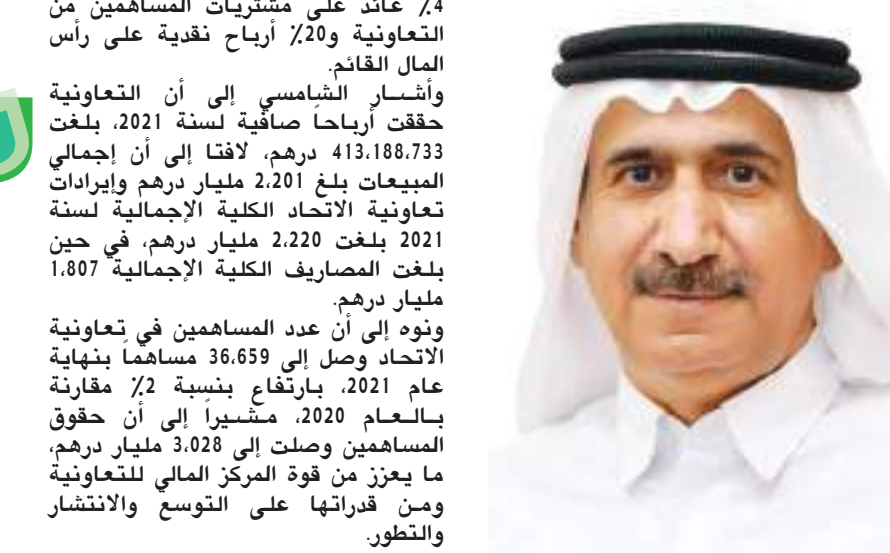 4٪ عائد على مشتريات المساهمين من
التعاونية و20٪ أرباح نقدية على رأس
المال القائم.
وأشار الشامسي إلى أن التعاونية
حققت أرباحاً صافية لسنة 2021، بلغت
413،188،733 درهم، لافتا إلى أن إجمالي
المبيعات بلغ 2،201 مليار درهم وإيرادات
تعاونية الاتحاد الكلية الإجمالية لسنة
2021 بلغت 2،220 مليار درهم، في حين
بلغت المصاريف الكلية الإجمالية 1،807
مليار درهم.
ونوه إلى أن عدد المساهمين في تعاونية
الاتحاد وصل إلى 36،659 مساهماً بنهاية
عام 2021، بارتفاع بنسبة 2٪ مقارنة
بالعام 2020، مشيراً إلى أن حقوق
المساهمين وصلت إلى 3،028 مليار درهم،
ما يعزز من قوة المركز المالي للتعاونية
ومن قدراتها على التوسع والانتشار
والتطور.